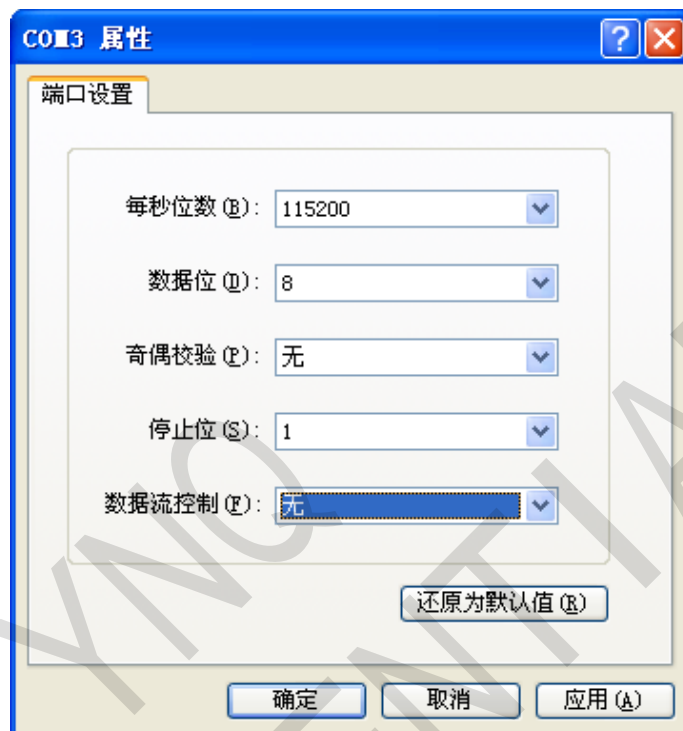 COM3 属性
端口设置
每秒位数(B): 115200
数据位(D): 8
奇偶校验(P): 无
停止位(S): 1
数据流控制(F): 无
还原为默认值(R)
确定 取消 应用(A)
YNQ
ENTIA